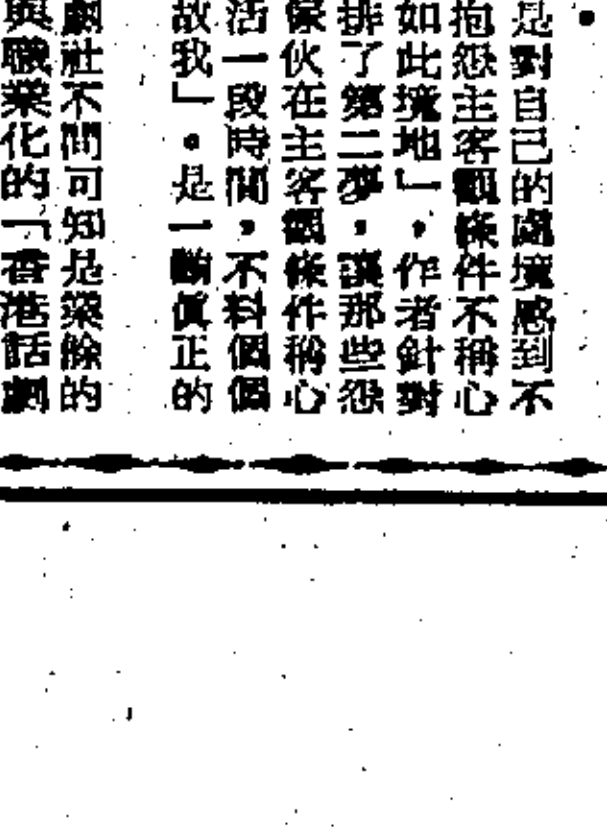 是對自己的處境感到不
抱怨主客觀條件不稱心
如此境地」，作者針對
排了第二夢，讓那些怨
傢伙在主客觀條件稱心
活一段時間，不料個個
故我」。是一齣眞正的
劇社不問可知是業餘的
與職業化的「香港話劇